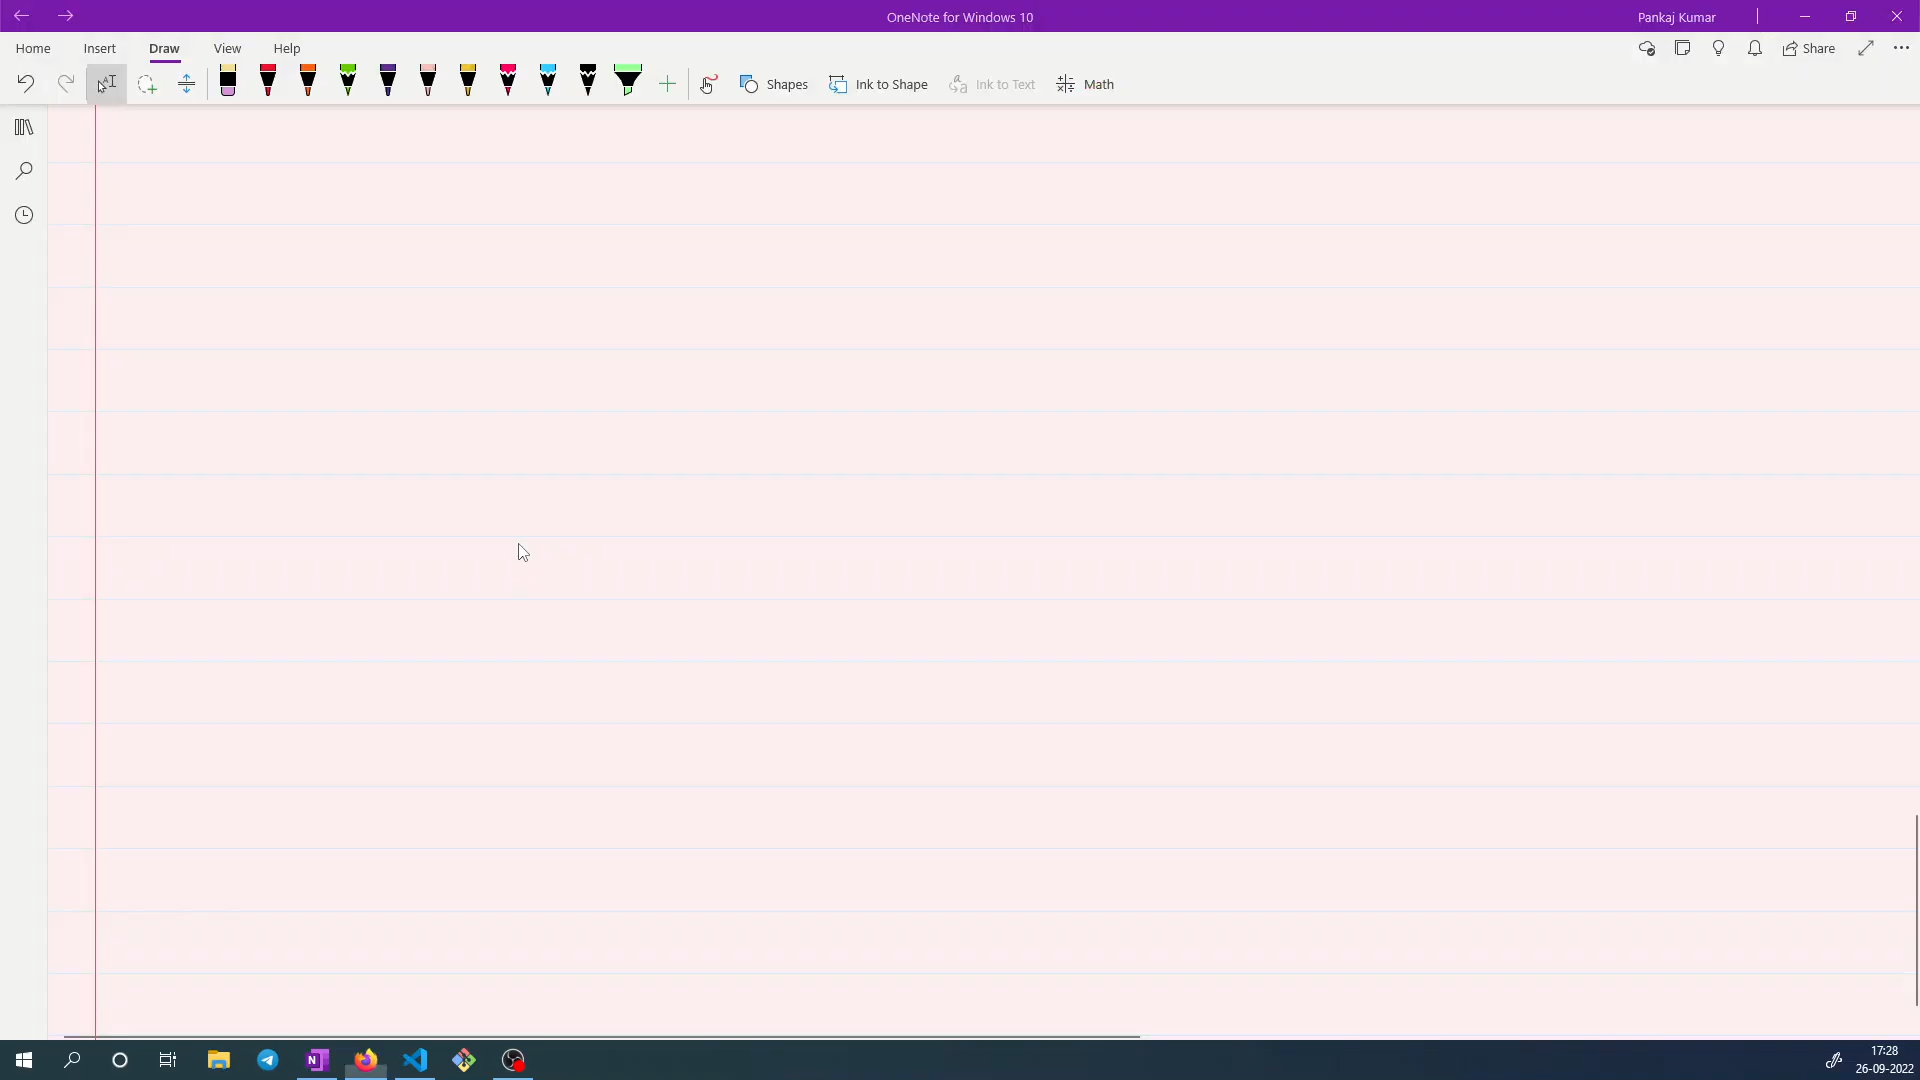 OneNote for Windows 10
Pankaj Kumar
Home Insert Draw View Help
Share
Shapes Ink to Shape Ink to Text Math
17:28
26-09-2022